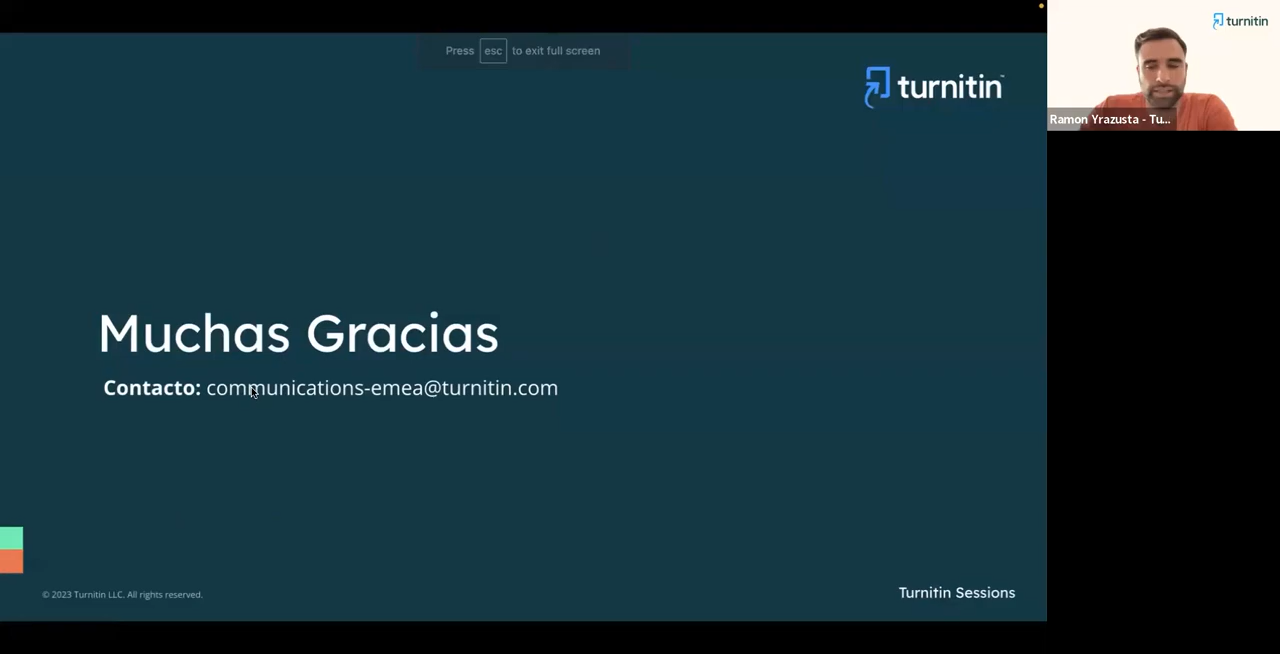 Press esc to exit full screen
turnitin
turnitin
Ramon Yrazusta - Tu...
Muchas Gracias
Contacto: communications-emea@turnitin.com
© 2023 Turnitin LLC. All rights reserved.
Turnitin Sessions